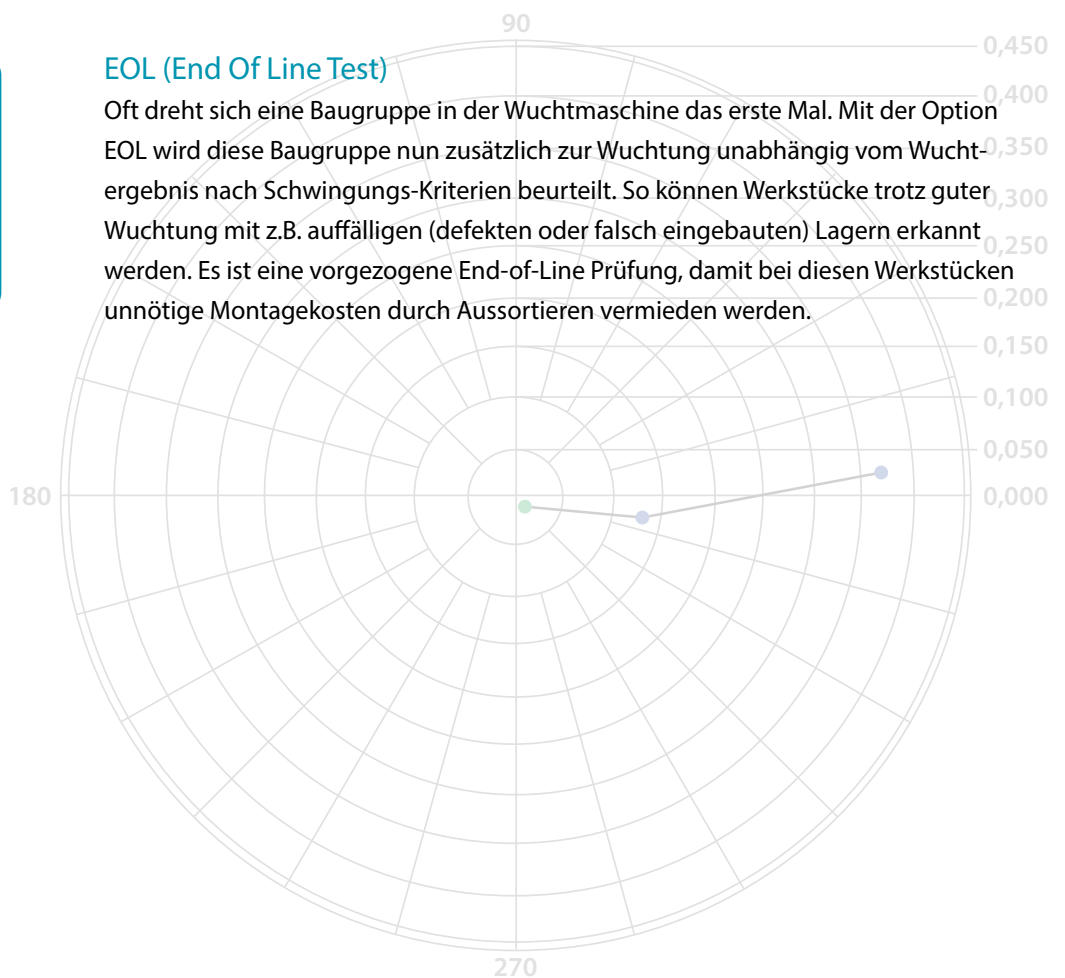 90
EOL (End Of Line Test)
Oft dreht sich eine Baugruppe in der Wuchtmaschine das erste Mal. Mit der Option
EOL wird diese Baugruppe nun zusätzlich zur Wuchtung unabhängig vom Wucht-
ergebnis nach Schwingungs-Kriterien beurteilt. So können Werkstücke trotz guter
Wuchtung mit z.B. auffälligen (defekten oder falsch eingebauten) Lagern erkannt
werden. Es ist eine vorgezogene End-of-Line Prüfung, damit bei diesen Werkstücken
unnötige Montagekosten durch Aussortieren vermieden werden.
0,450
0,400
0,350
0,300
0,250
0,200
0,150
0,100
0,050
0,000
180
270